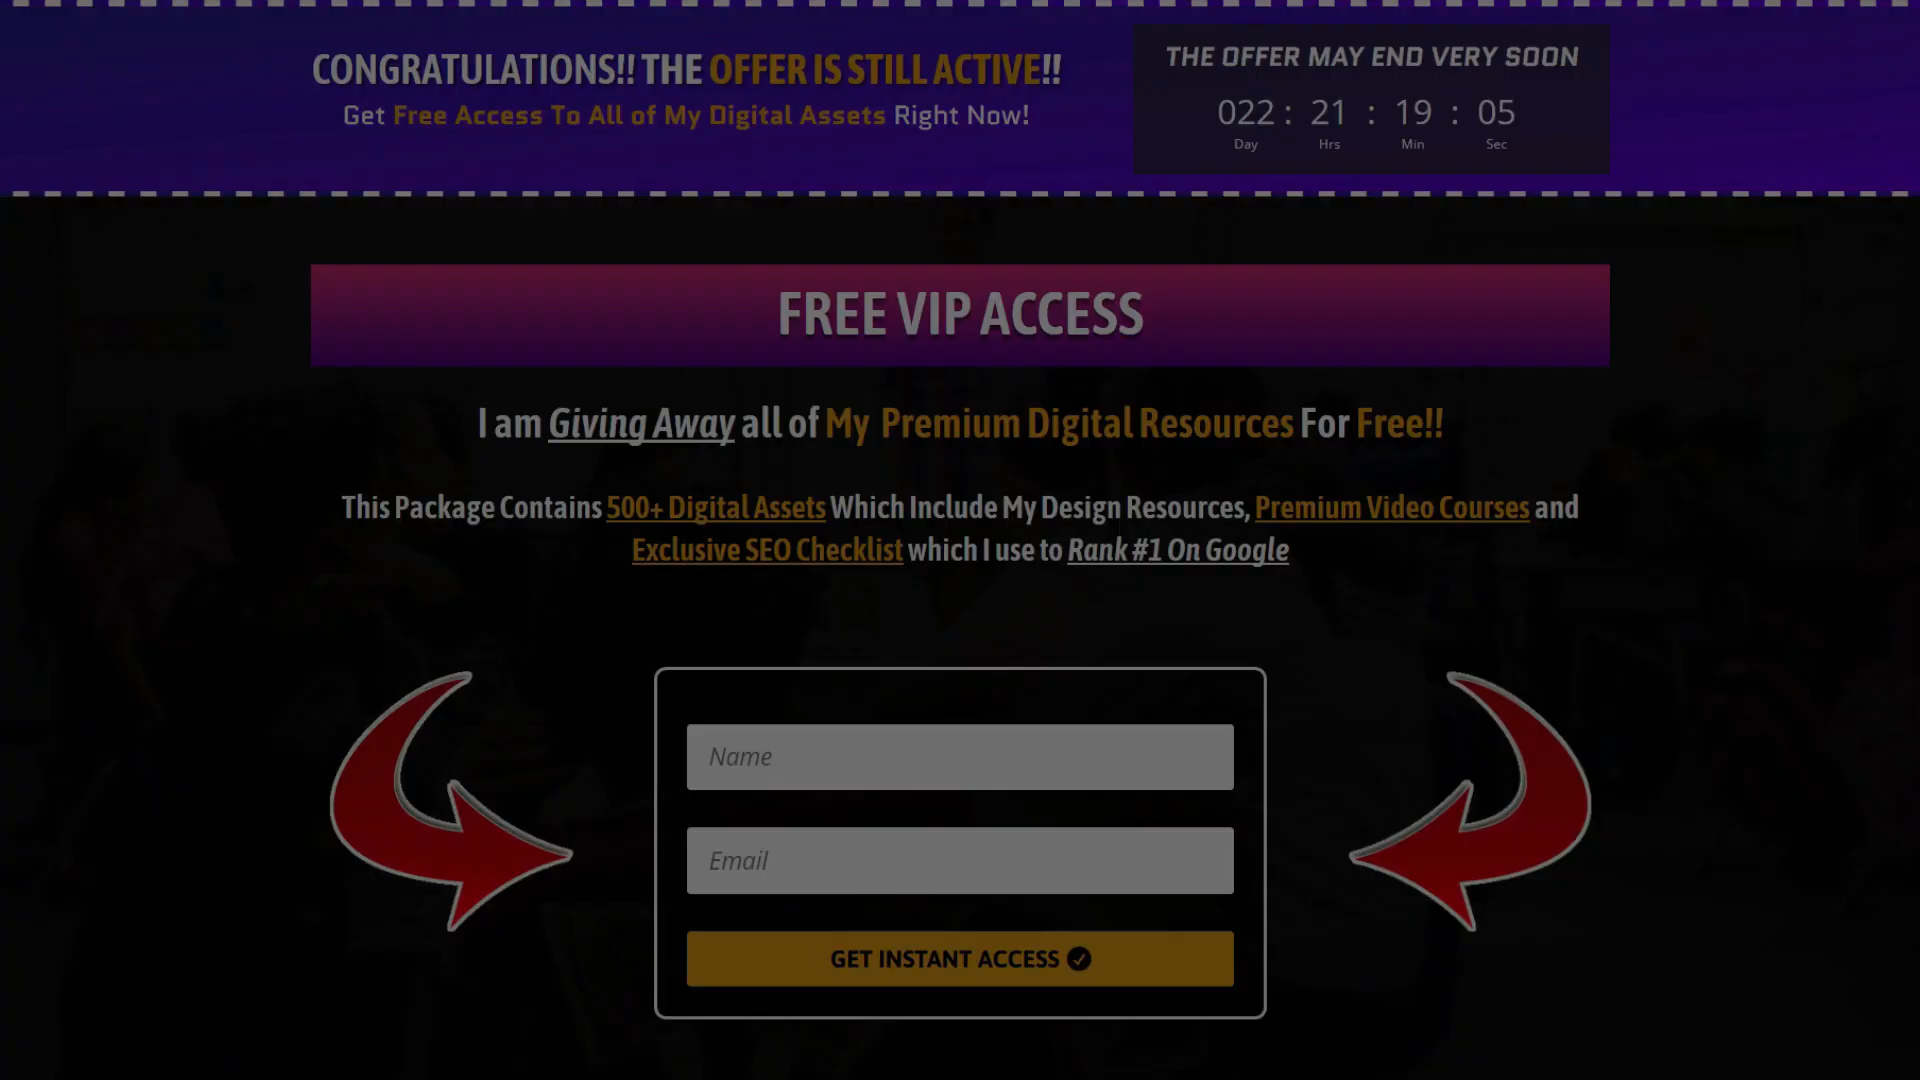 CONGRATULATIONS!! THE OFFER IS STILL ACTIVE!!
Get Free Access To All of My Digital Assets Right Now!
THE OFFER MAY END VERY SOON
022 : 21 : 19 : 05
Day Hrs Min Sec
FREE VIP ACCESS
I am Giving Away all of My Premium Digital Resources For Free!!
This Package Contains 500+ Digital Assets Which Include My Design Resources, Premium Video Courses and
Exclusive SEO Checklist which I use to Rank #1 On Google
Name
Email
GET INSTANT ACCESS